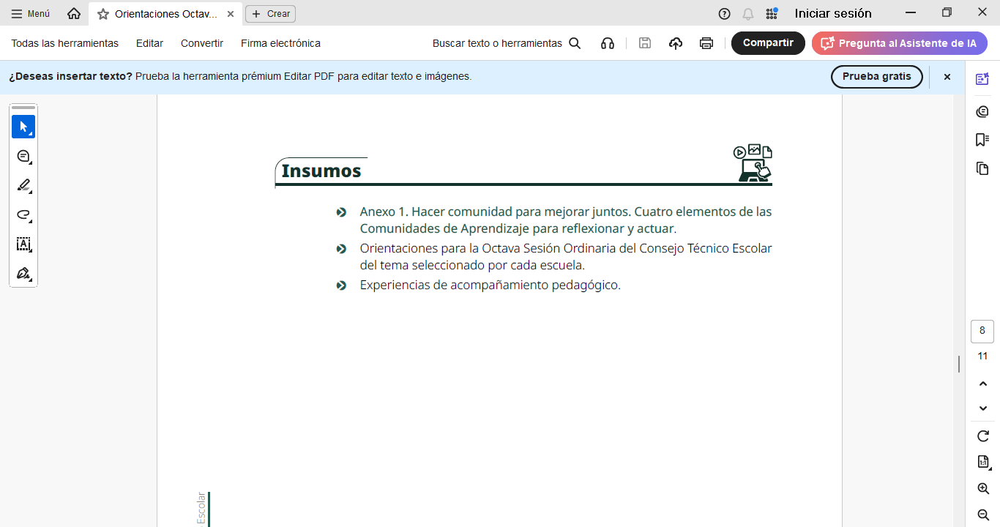 Menú
Orientaciones Octav...
Crear
Iniciar sesión
Todas las herramientas
Editar
Convertir
Firma electrónica
Buscar texto o herramientas
Compartir
Pregunta al Asistente de IA
¿Deseas insertar texto? Prueba la herramienta prémium Editar PDF para editar texto e imágenes.
Prueba gratis
Insumos
Anexo 1. Hacer comunidad para mejorar juntos. Cuatro elementos de las
Comunidades de Aprendizaje para reflexionar y actuar.
Orientaciones para la Octava Sesión Ordinaria del Consejo Técnico Escolar
del tema seleccionado por cada escuela.
Experiencias de acompañamiento pedagógico.
8
11
1:1
Escolar